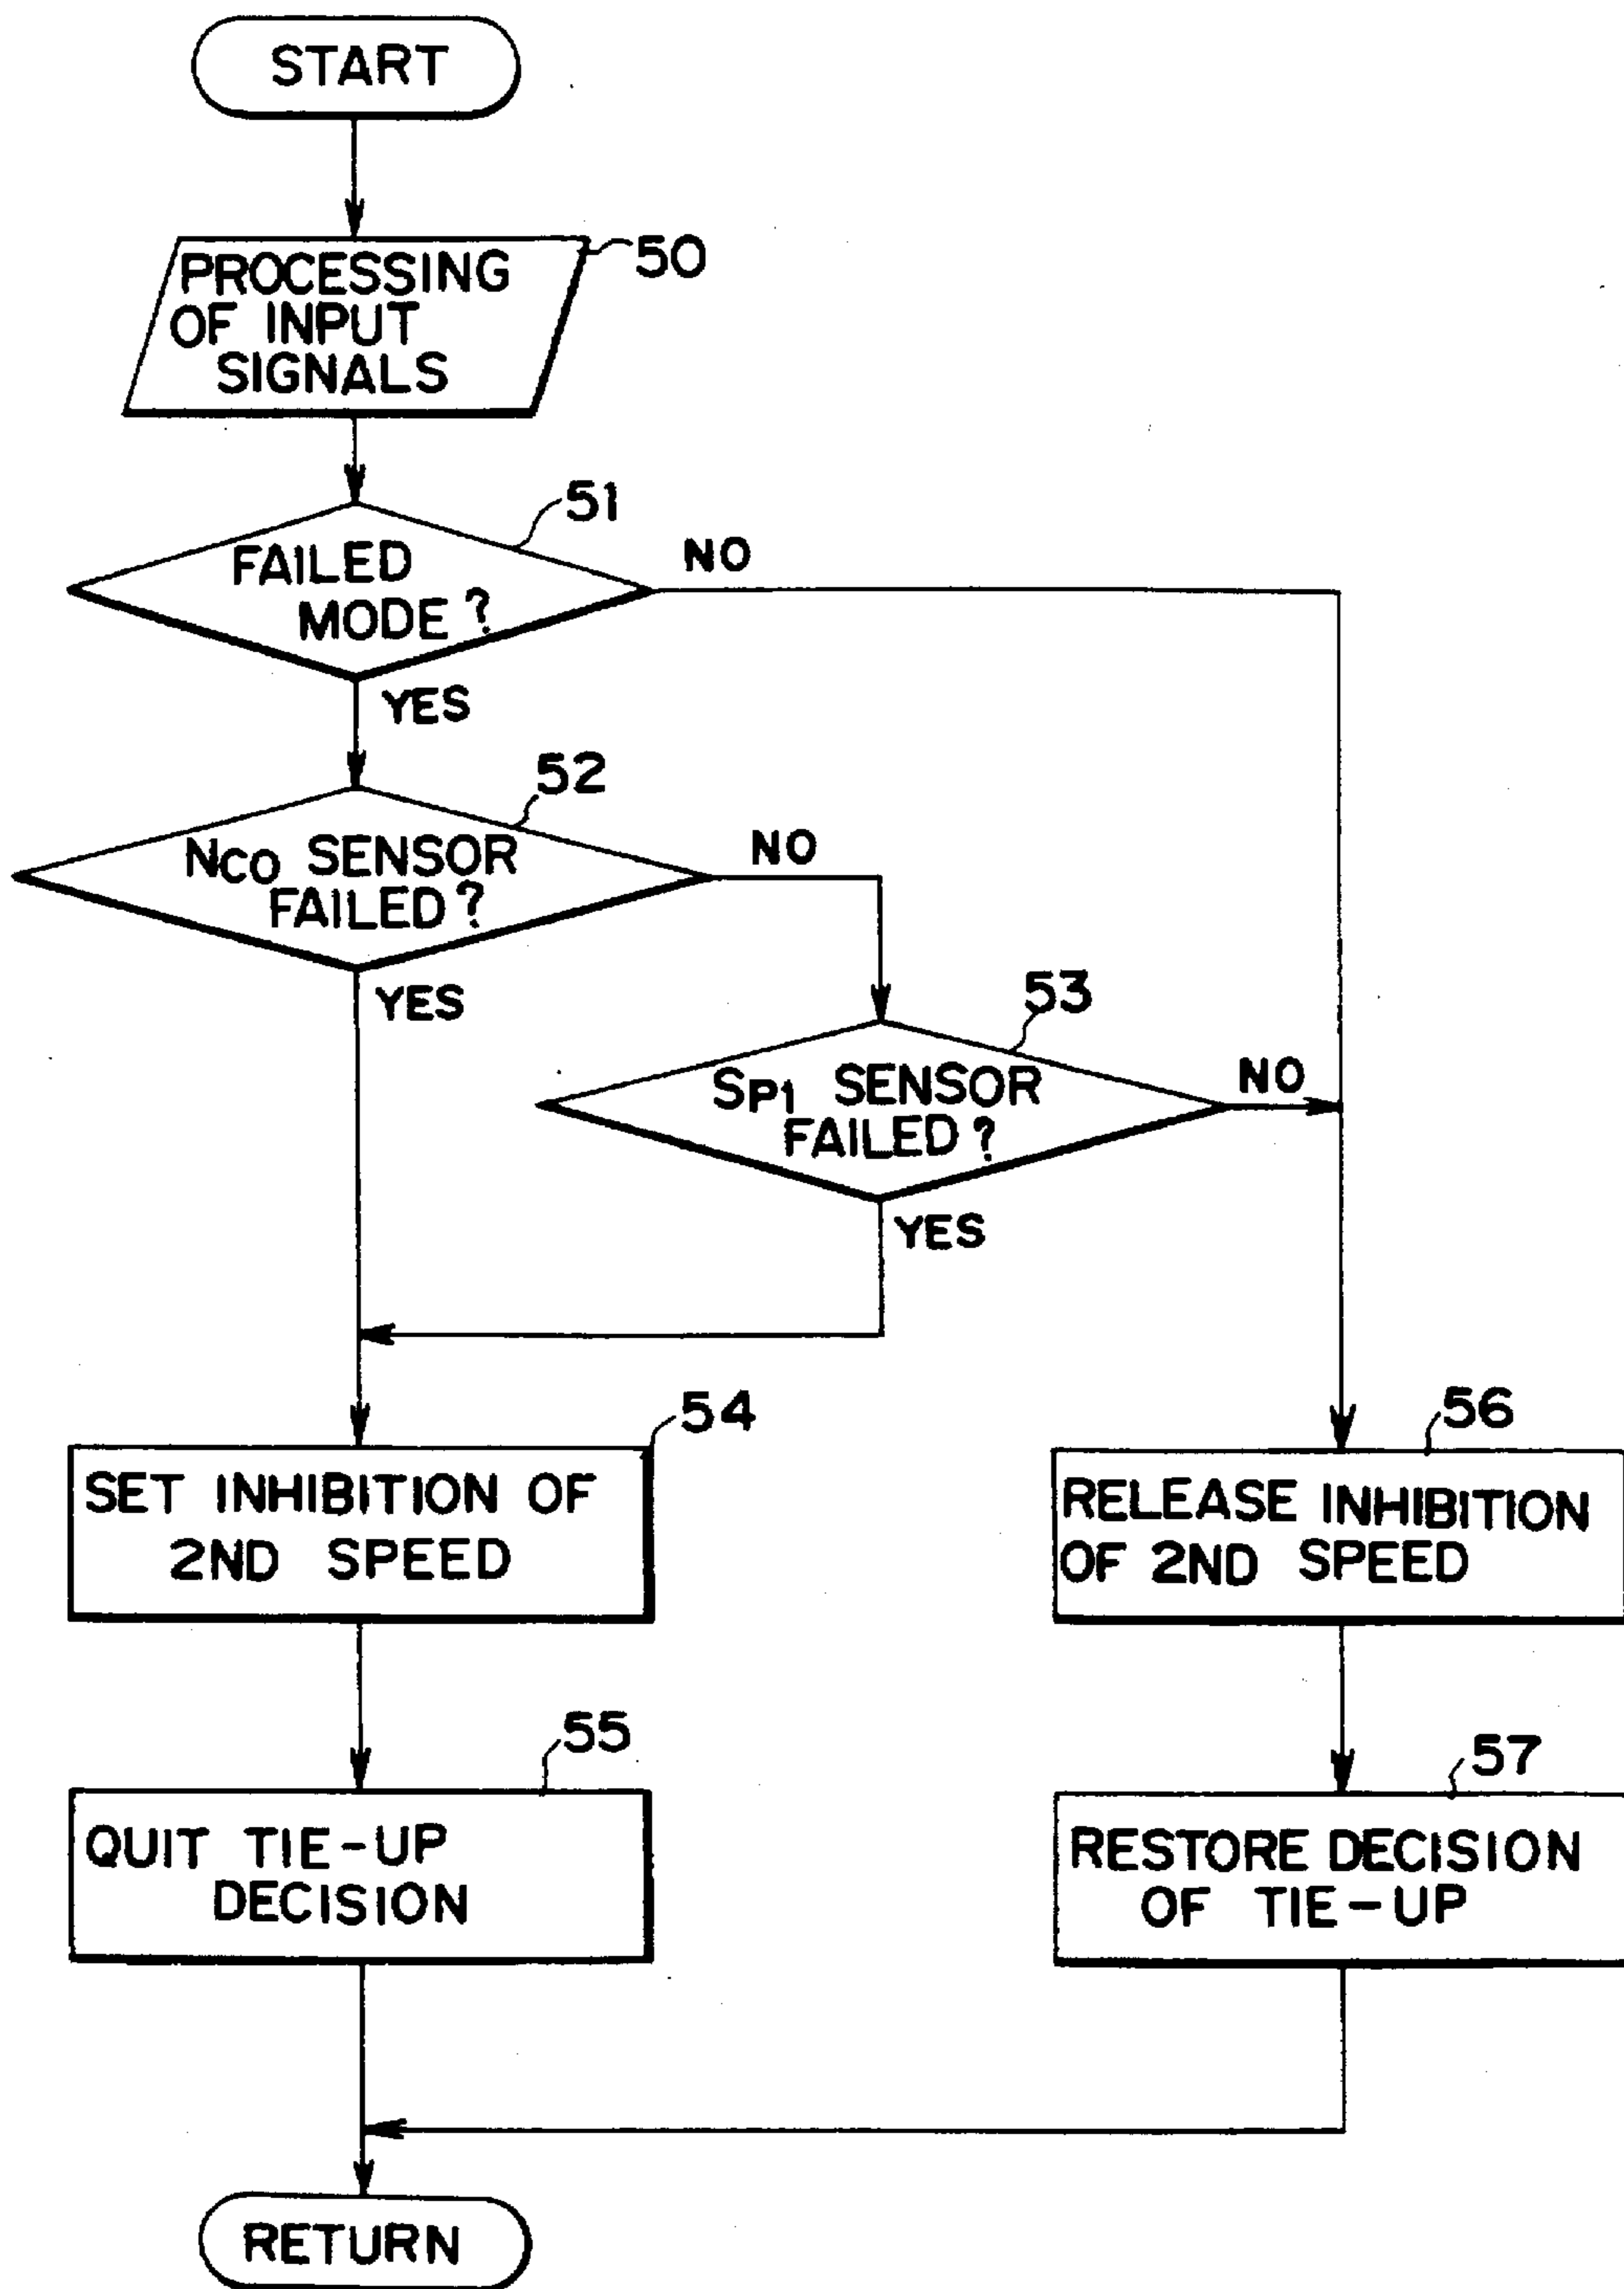 START
PROCESSING
OF INPUT
SIGNALS
50
FAILED
MODE?
51
NO
YES
NCO SENSOR
FAILED?
52
NO
YES
SP1 SENSOR
FAILED?
53
NO
YES
SET INHIBITION OF
2ND SPEED
54
RELEASE INHIBITION
OF 2ND SPEED
56
QUIT TIE-UP
DECISION
55
RESTORE DECISION
OF TIE-UP
57
RETURN